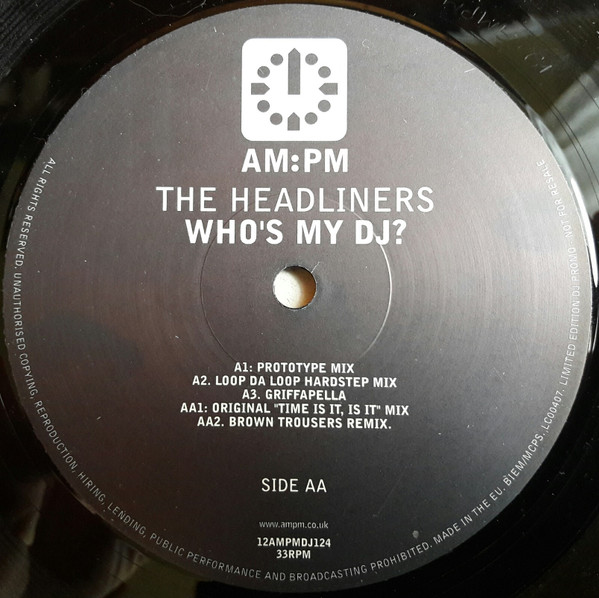 AM:PM
THE HEADLINERS
WHO'S MY DJ?
A1: PROTOTYPE MIX
A2. LOOP DA LOOP HARDSTEP MIX
A3. GRIFFAPELLA
AA1: ORIGINAL "TIME IS IT, IS IT" MIX
AA2. BROWN TROUSERS REMIX.
SIDE AA
www.ampm.co.uk
12AMPMDJ124
33RPM
ALL RIGHTS RESERVED. UNAUTHORISED COPYING, REPRODUCTION, HIRING, LENDING, PUBLIC PERFORMANCE AND BROADCASTING PROHIBITED. MADE IN THE EU. BIEM/MCPS. LC00407. LIMITED EDITION DJ PROMO - NOT FOR RESALE